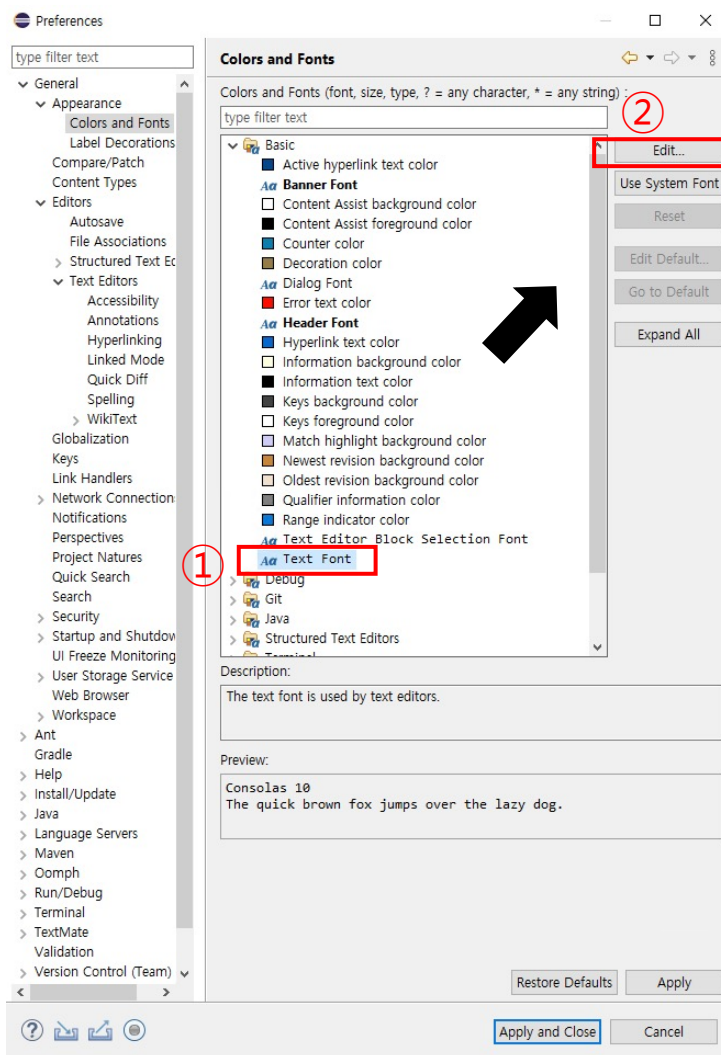 Preferences
type filter text
General
Appearance
Colors and Fonts
Label Decorations
Compare/Patch
Content Types
Editors
Autosave
File Associations
Structured Text Ed
Text Editors
Accessibility
Annotations
Hyperlinking
Linked Mode
Quick Diff
Spelling
WikiText
Globalization
Keys
Link Handlers
Network Connection
Notifications
Perspectives
Project Natures
Quick Search
Search
Security
Startup and Shutdow
UI Freeze Monitoring
User Storage Service
Web Browser
Workspace
Ant
Gradle
Help
Install/Update
Java
Language Servers
Maven
Oomph
Run/Debug
Terminal
TextMate
Validation
Version Control (Team)
Colors and Fonts
Colors and Fonts (font, size, type, ? = any character, * = any string) :
type filter text
Basic
Active hyperlink text color
Aa Banner Font
Content Assist background color
Content Assist foreground color
Counter color
Decoration color
Aa Dialog Font
Error text color
Aa Header Font
Hyperlink text color
Information background color
Information text color
Keys background color
Keys foreground color
Match highlight background color
Newest revision background color
Oldest revision background color
Qualifier information color
Range indicator color
Aa Text Editor Block Selection Font
① Aa Text Font
Debug
Git
Java
Structured Text Editors
Terminal
②
Edit...
Use System Font
Reset
Edit Default...
Go to Default
Expand All
Description:
The text font is used by text editors.
Preview:
Consolas 10
The quick brown fox jumps over the lazy dog.
Restore Defaults
Apply
Apply and Close
Cancel